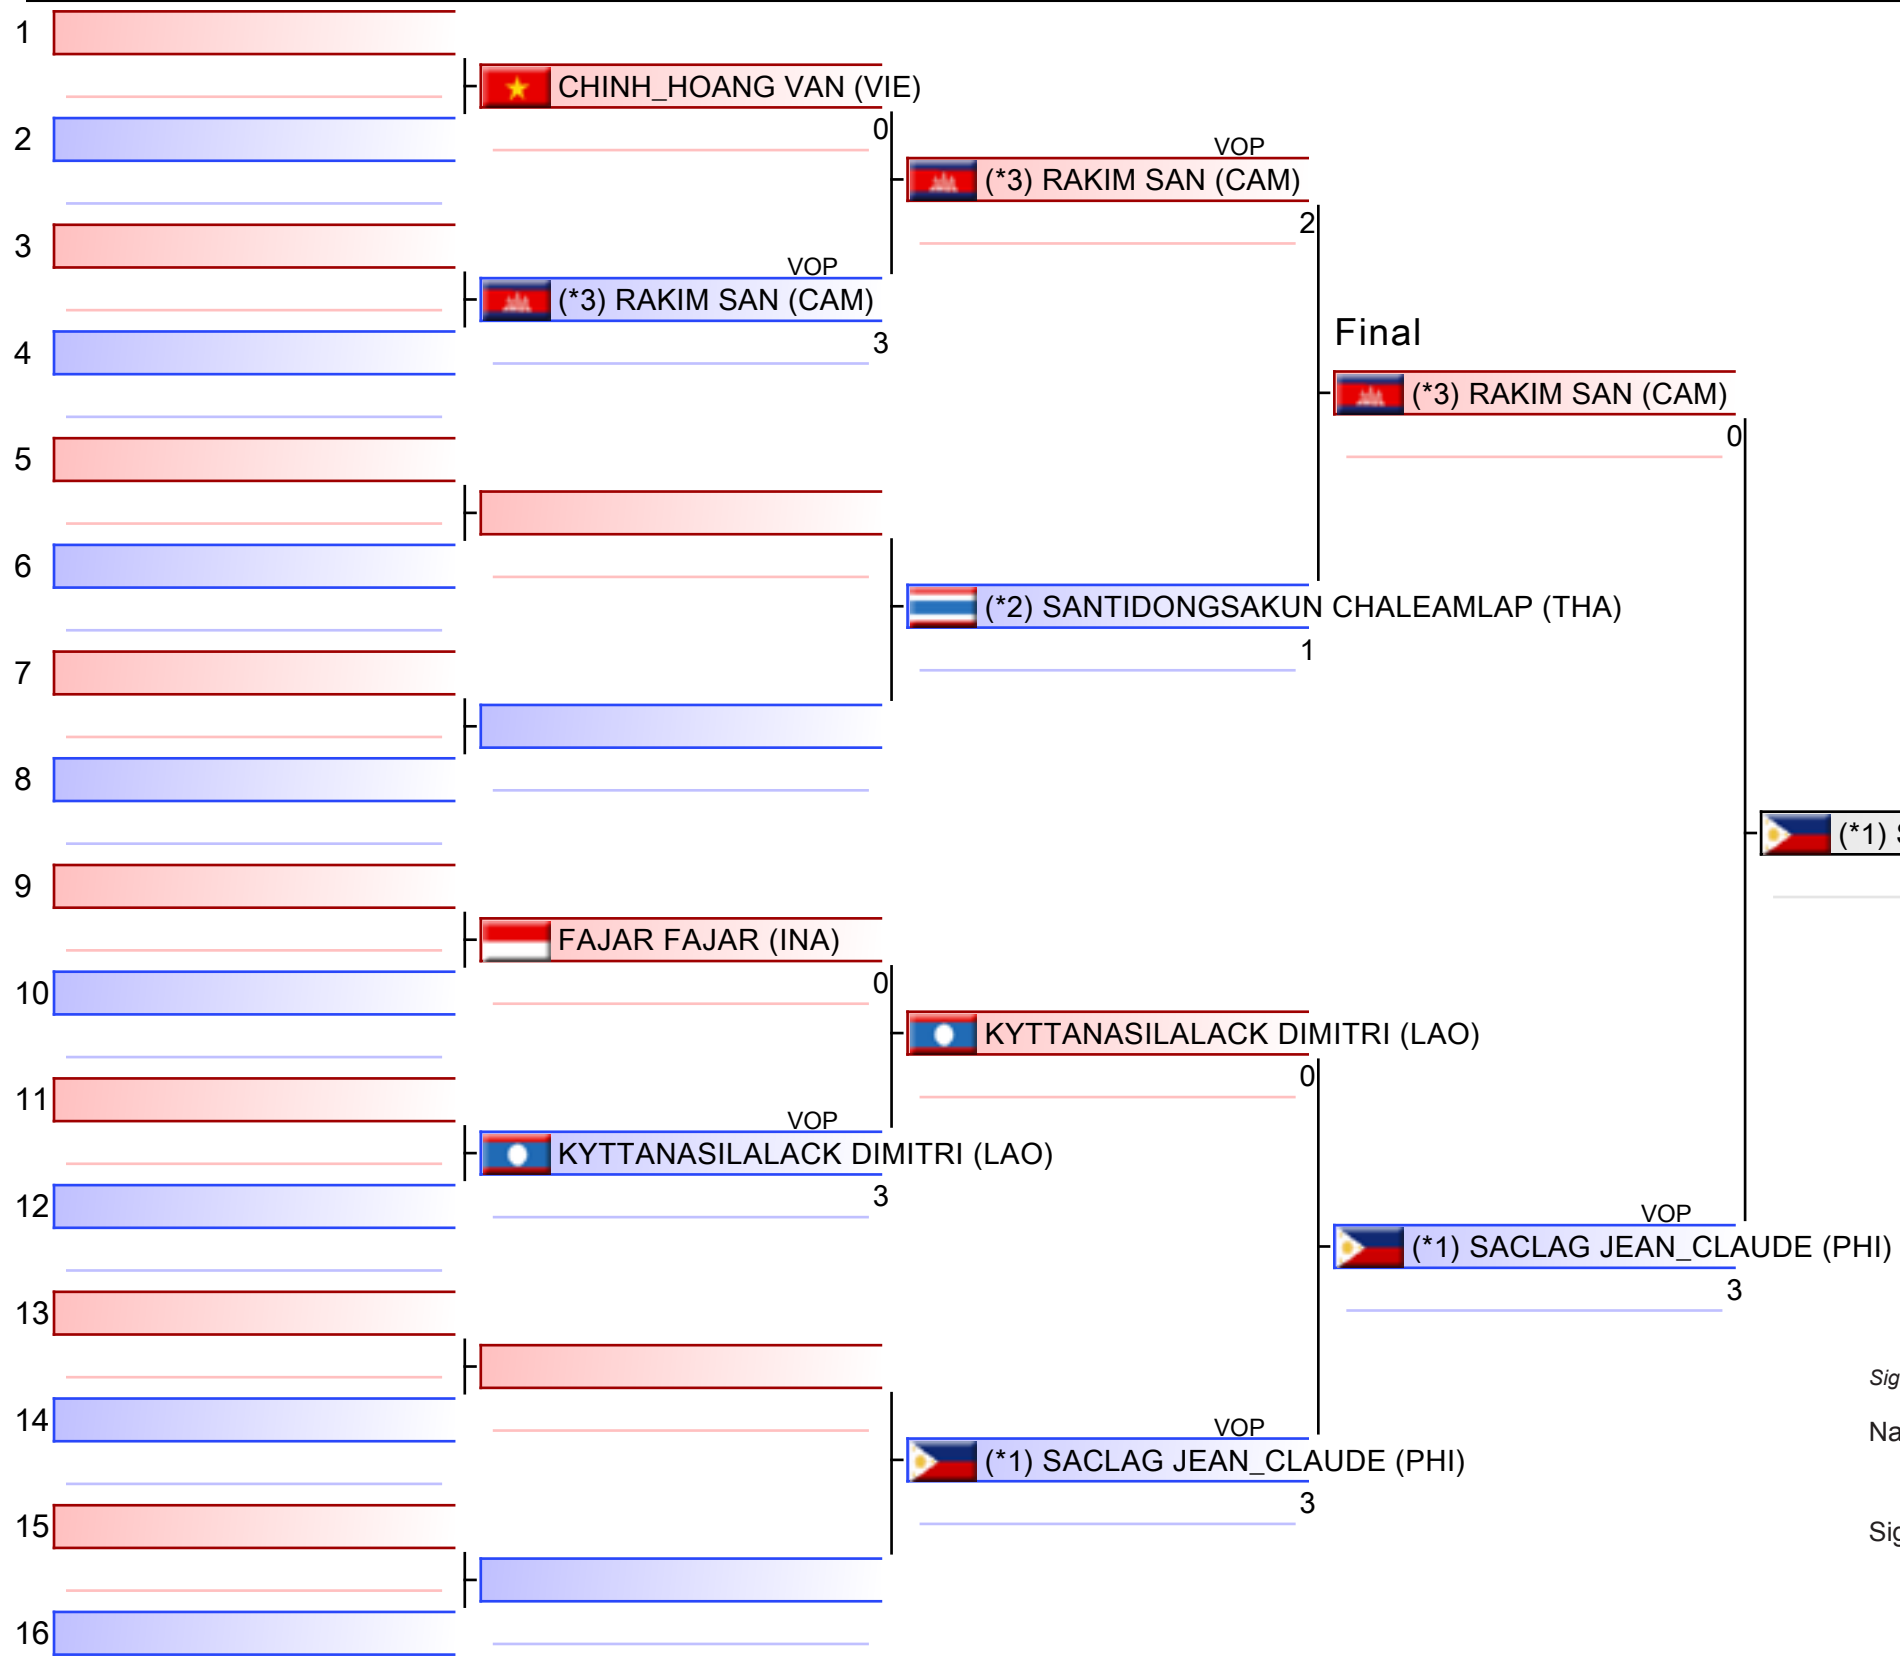 1
CHINH_HOANG VAN (VIE)
0
2
VOP
(*3) RAKIM SAN (CAM)
2
3
VOP
(*3) RAKIM SAN (CAM)
3
4
Final
(*3) RAKIM SAN (CAM)
0
5
6
(*2) SANTIDONGSAKUN CHALEAMLAP (THA)
1
7
8
(*1) S
9
FAJAR FAJAR (INA)
0
10
KYTTANASILALACK DIMITRI (LAO)
0
11
VOP
KYTTANASILALACK DIMITRI (LAO)
3
12
VOP
(*1) SACLAG JEAN_CLAUDE (PHI)
3
13
Sig
14
Na
VOP
(*1) SACLAG JEAN_CLAUDE (PHI)
3
15
Sig
16